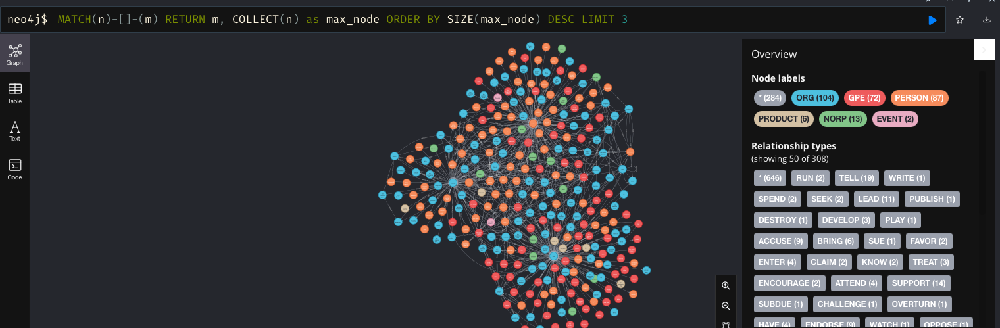 neo4j$ MATCH(n)-[]-(m) RETURN m, COLLECT(n) as max_node ORDER BY SIZE(max_node) DESC LIMIT 3
Graph
Table
Text
Code
Overview
Node labels
* (284) ORG (104) GPE (72) PERSON (87)
PRODUCT (6) NORP (13) EVENT (2)
Relationship types
(showing 50 of 308)
* (646) RUN (2) TELL (19) WRITE (1)
SPEND (2) SEEK (2) LEAD (11) PUBLISH (1)
DESTROY (1) DEVELOP (3) PLAY (1)
ACCUSE (9) BRING (6) SUE (1) FAVOR (2)
ENTER (4) CLAIM (2) KNOW (2) TREAT (3)
ENCOURAGE (2) ATTEND (4) SUPPORT (14)
SUBDUE (1) CHALLENGE (1) OVERTURN (1)
HAVE (4) ENDORSE (9) WATCH (1) OPPOSE (1)